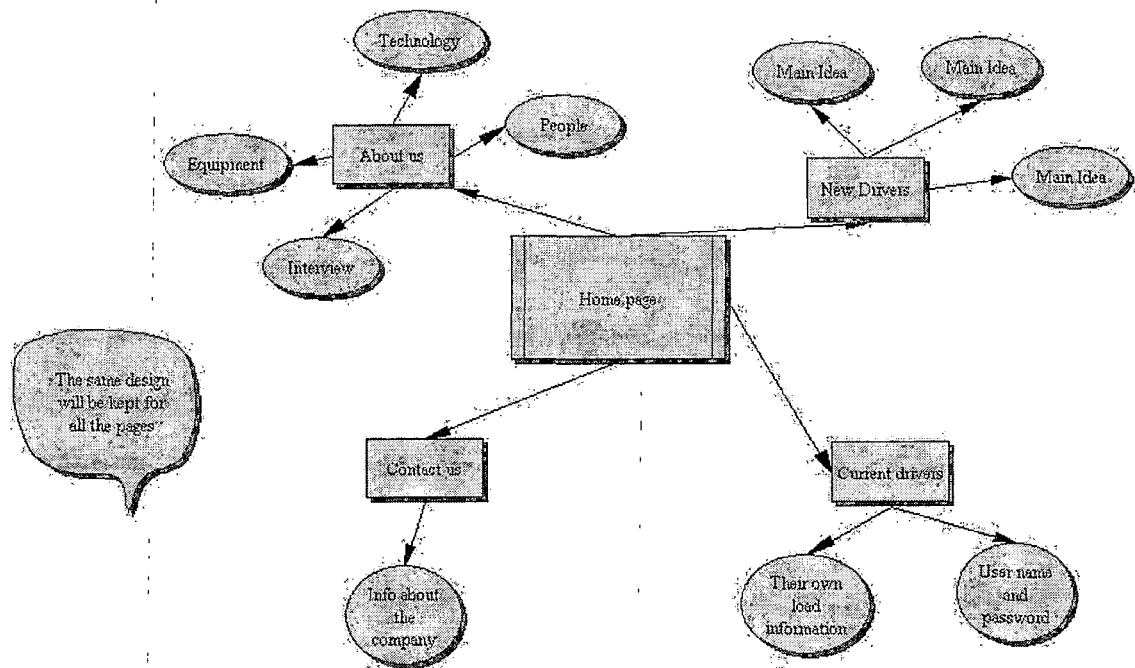 Technology
Main Idea
Main Idea
People
About us
Equipment
New Drivers
Main Idea
Interview
Home page
The same design
will be kept for
all the pages
Contact us
Current drivers
Info about
the
company
Their own
load
information
User name
and
password